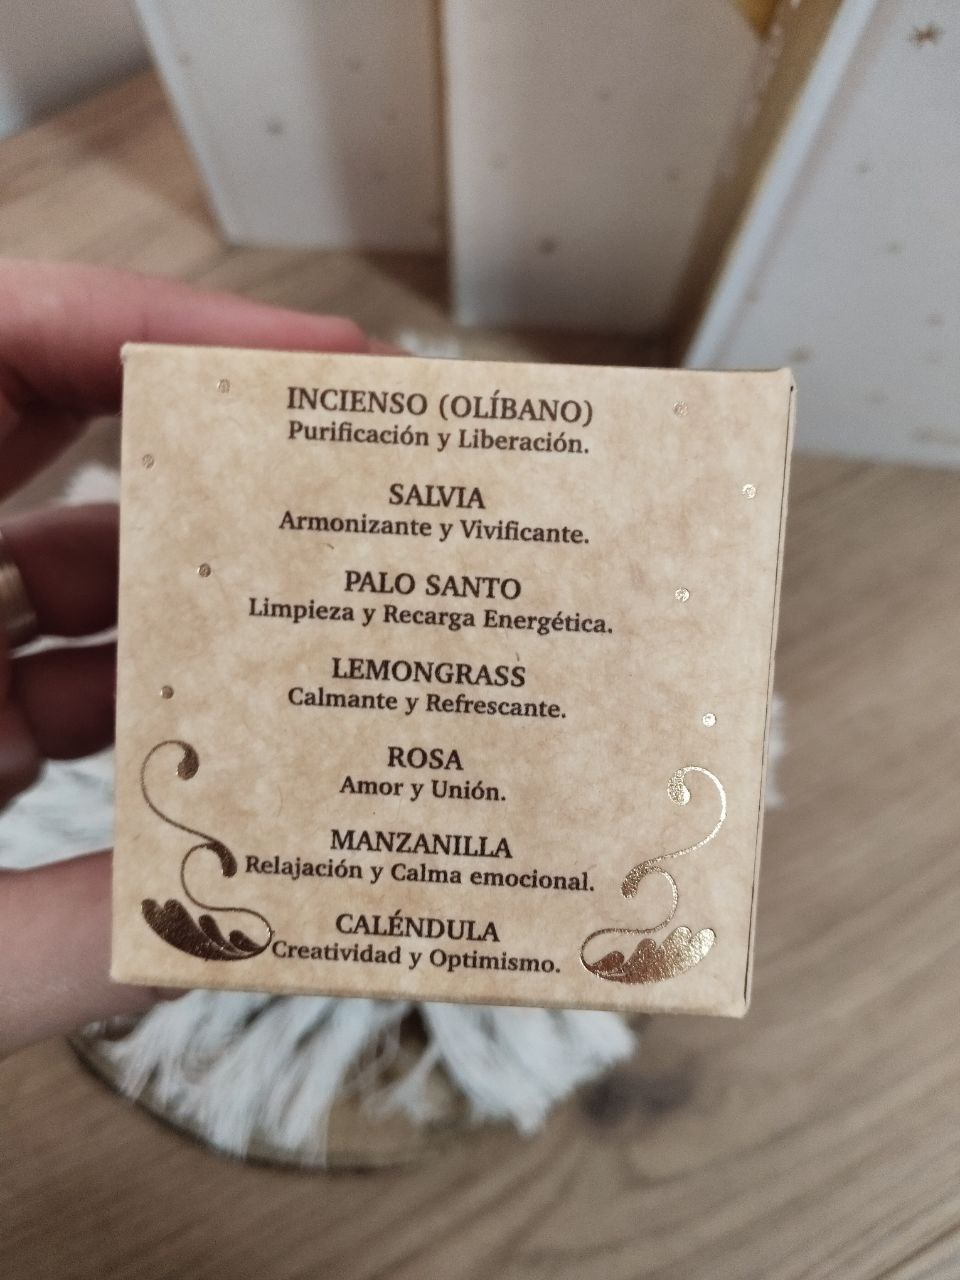 INCIENSO (OLÍBANO)
Purificación y Liberación.
SALVIA
Armonizante y Vivificante.
PALO SANTO
Limpieza y Recarga Energética.
LEMONGRASS
Calmante y Refrescante.
ROSA
Amor y Unión.
MANZANILLA
Relajación y Calma emocional.
CALÉNDULA
Creatividad y Optimismo.